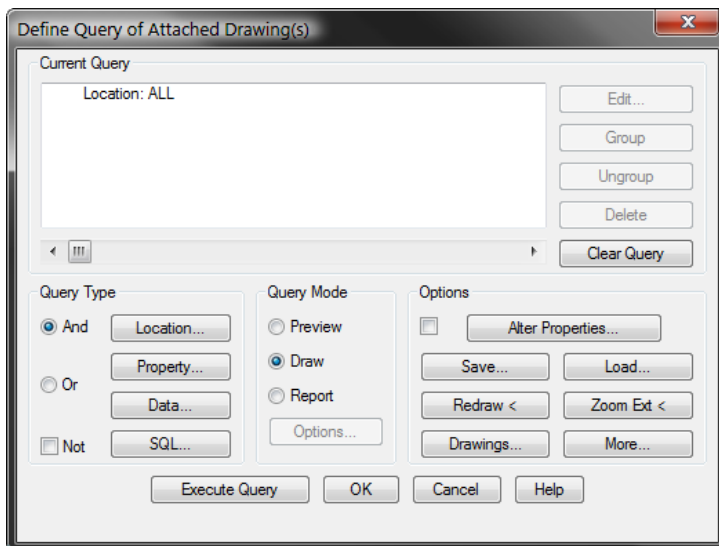 Define Query of Attached Drawing(s)
Current Query
Location: ALL
Edit...
Group
Ungroup
Delete
Clear Query
Query Type
And
Location...
Property...
Or
Data...
Not
SQL...
Query Mode
Preview
Draw
Report
Options...
Options
Alter Properties...
Save...
Load...
Redraw <
Zoom Ext <
Drawings...
More...
Execute Query
OK
Cancel
Help